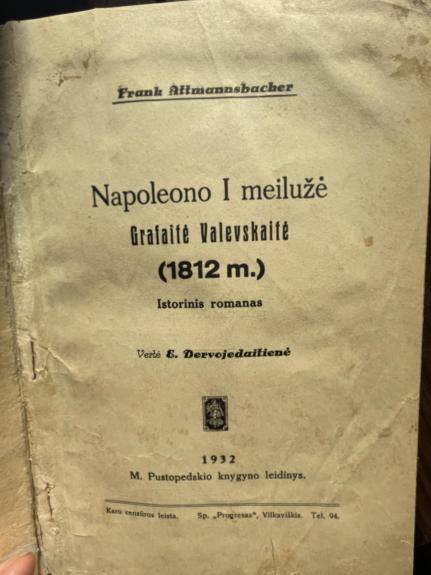 Frank Attmannsbacher
Napoleono I meilužė
Grafaitė Valevskaitė
(1812 m.)
Istorinis romanas
Vertė E. Dervojedaitienė
1932
M. Pustopedskio knygyno leidinys.
Karo cenzūros leista. Sp. „Progresas“, Vilkaviškis. Tel. 94.